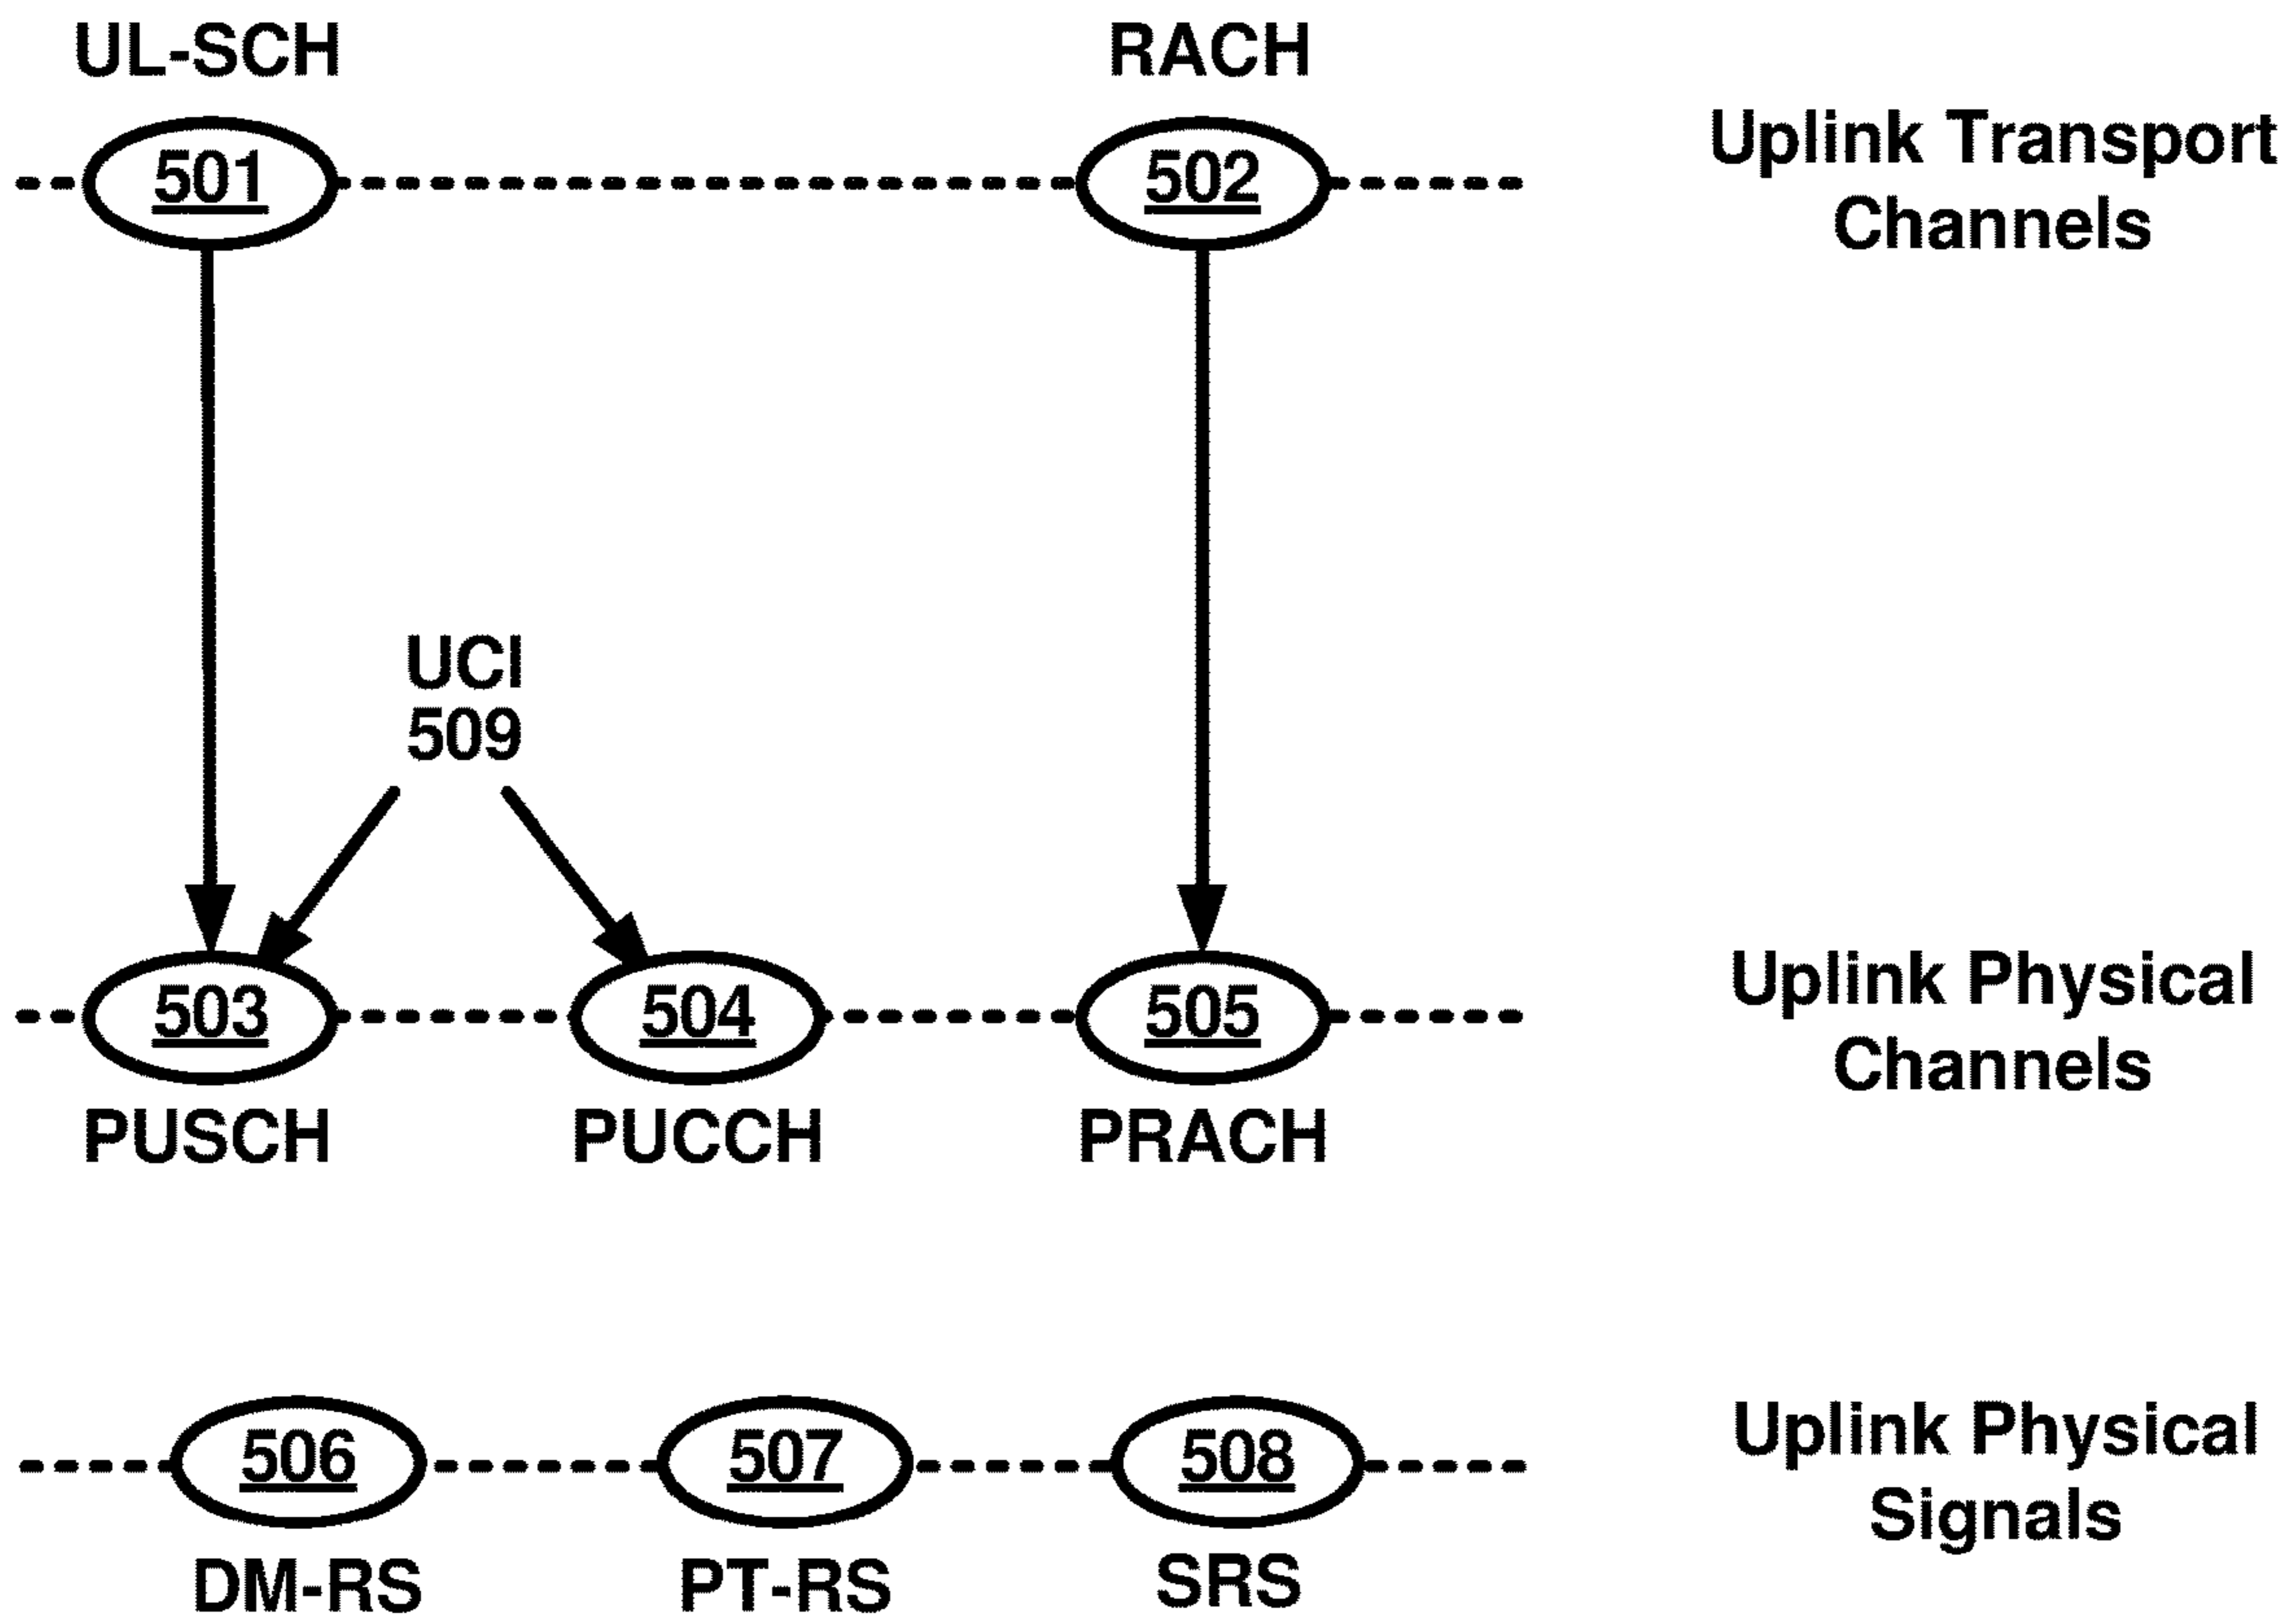 UL-SCH
RACH
501
502
Uplink Transport
Channels
UCI
509
503
504
505
Uplink Physical
Channels
PUSCH
PUCCH
PRACH
506
507
508
Uplink Physical
Signals
DM-RS
PT-RS
SRS